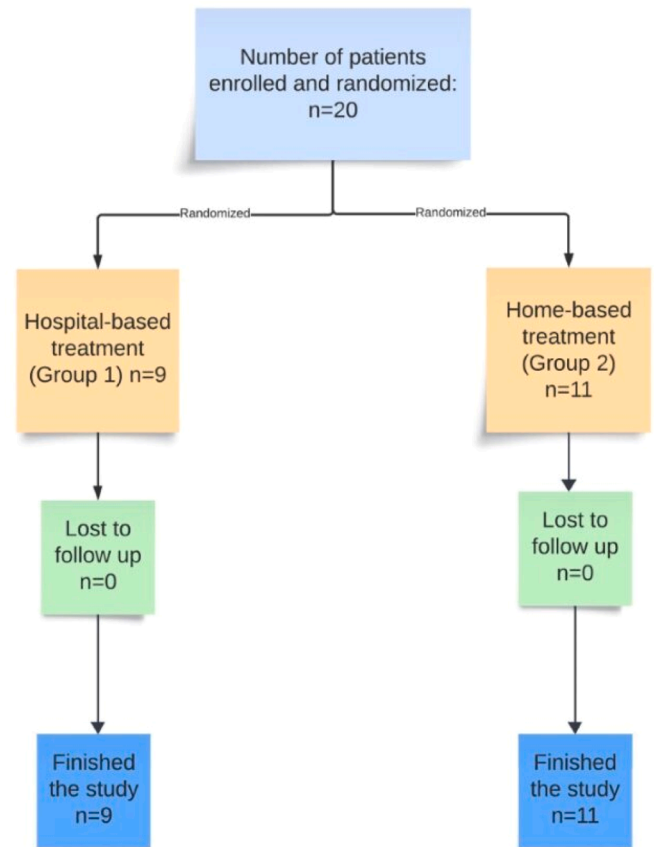 Number of patients
enrolled and randomized:
n=20
Randomized
Randomized
Hospital-based
treatment
(Group 1) n=9
Home-based
treatment
(Group 2)
n=11
Lost to
follow up
n=0
Lost to
follow up
n=0
Finished
the study
n=9
Finished
the study
n=11